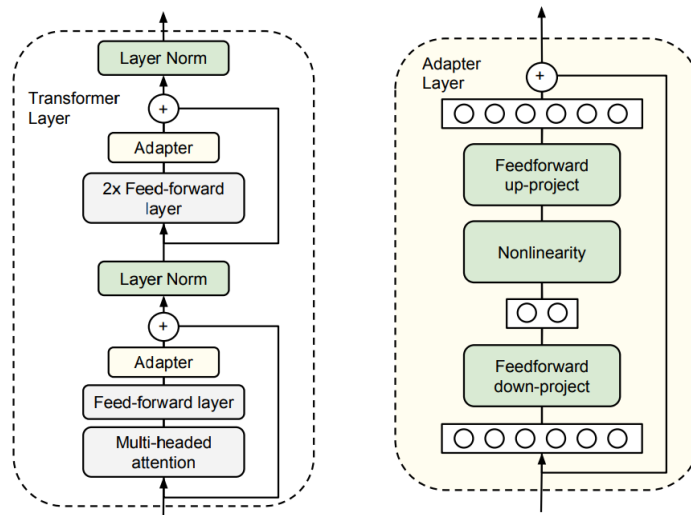 Layer Norm
Transformer
Layer
+
Adapter
2x Feed-forward
layer
Layer Norm
+
Adapter
Feed-forward layer
Multi-headed
attention
Adapter
Layer
+
Feedforward
up-project
Nonlinearity
Feedforward
down-project